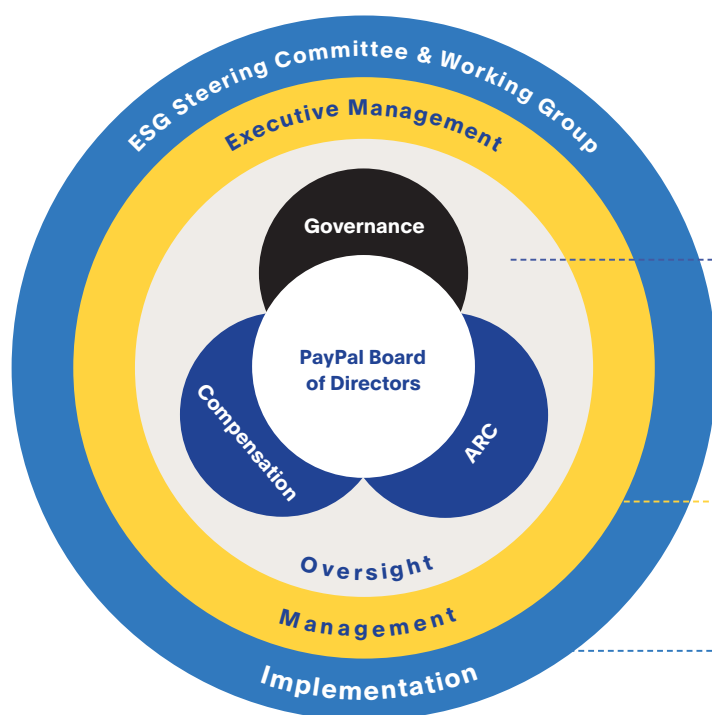 ESG Steering Committee & Working Group
Executive Management
Governance
PayPal Board
of Directors
Compensation
ARC
Oversight
Management
Implementation